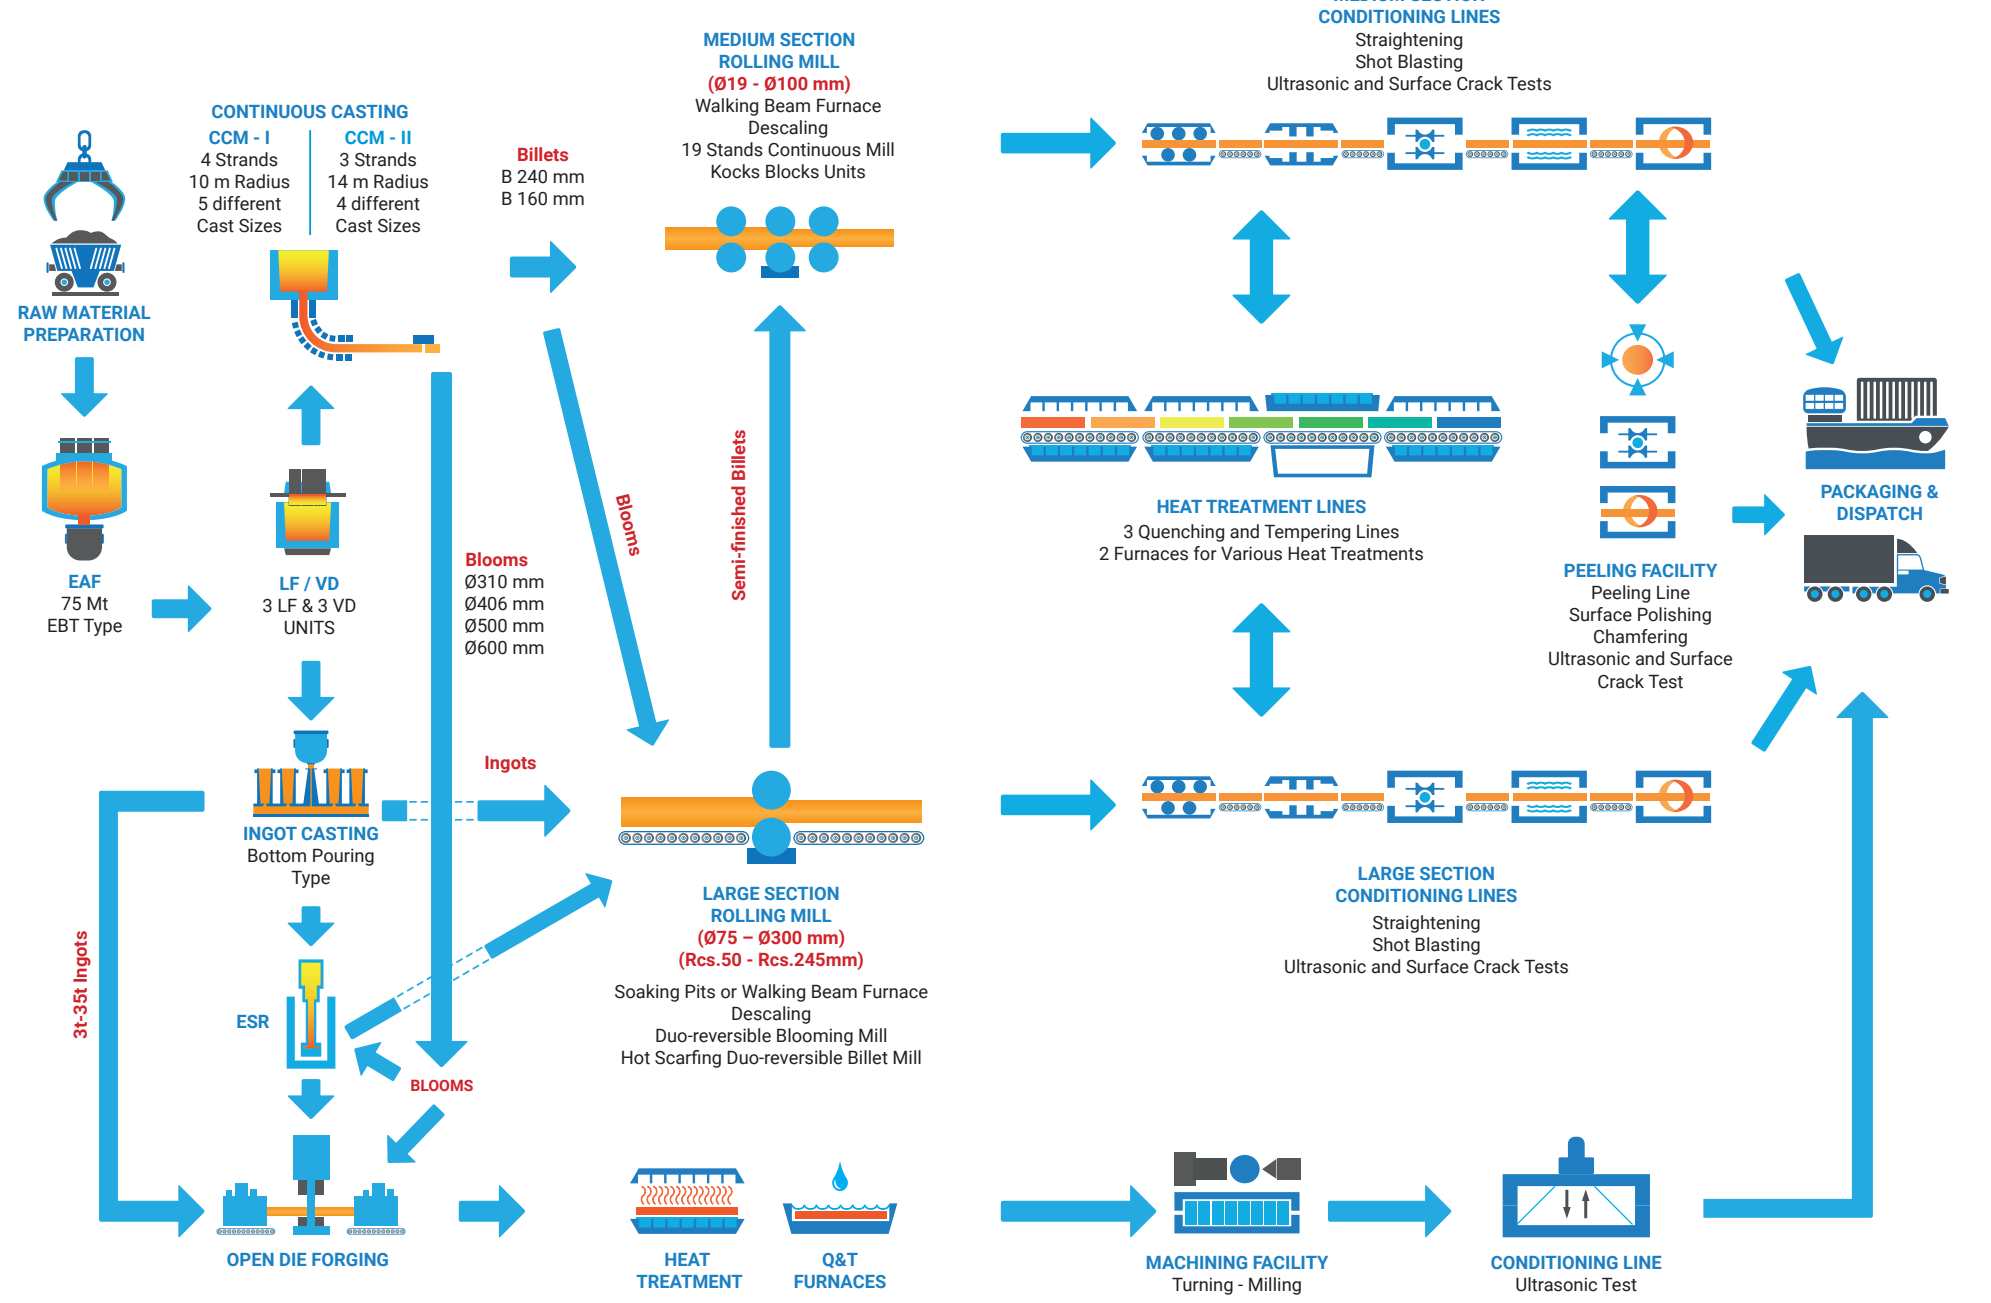 RAW MATERIAL
PREPARATION
EAF
75 Mt
EBT Type
CONTINUOUS CASTING
CCM - I
4 Strands
10 m Radius
5 different
Cast Sizes
CCM - II
3 Strands
14 m Radius
4 different
Cast Sizes
LF / VD
3 LF & 3 VD
UNITS
INGOT CASTING
Bottom Pouring
Type
3t-35t Ingots
ESR
BLOOMS
OPEN DIE FORGING
Billets
B 240 mm
B 160 mm
Blooms
Ø310 mm
Ø406 mm
Ø500 mm
Ø600 mm
Blooms
Ingots
Semi-finished Billets
MEDIUM SECTION
ROLLING MILL
(Ø19 - Ø100 mm)
Walking Beam Furnace
Descaling
19 Stands Continuous Mill
Kocks Blocks Units
LARGE SECTION
ROLLING MILL
(Ø75 – Ø300 mm)
(Rcs.50 - Rcs.245mm)
Soaking Pits or Walking Beam Furnace
Descaling
Duo-reversible Blooming Mill
Hot Scarfing Duo-reversible Billet Mill
HEAT
TREATMENT
Q&T
FURNACES
MEDIUM SECTION
CONDITIONING LINES
Straightening
Shot Blasting
Ultrasonic and Surface Crack Tests
HEAT TREATMENT LINES
3 Quenching and Tempering Lines
2 Furnaces for Various Heat Treatments
PEELING FACILITY
Peeling Line
Surface Polishing
Chamfering
Ultrasonic and Surface
Crack Test
PACKAGING &
DISPATCH
LARGE SECTION
CONDITIONING LINES
Straightening
Shot Blasting
Ultrasonic and Surface Crack Tests
MACHINING FACILITY
Turning - Milling
CONDITIONING LINE
Ultrasonic Test